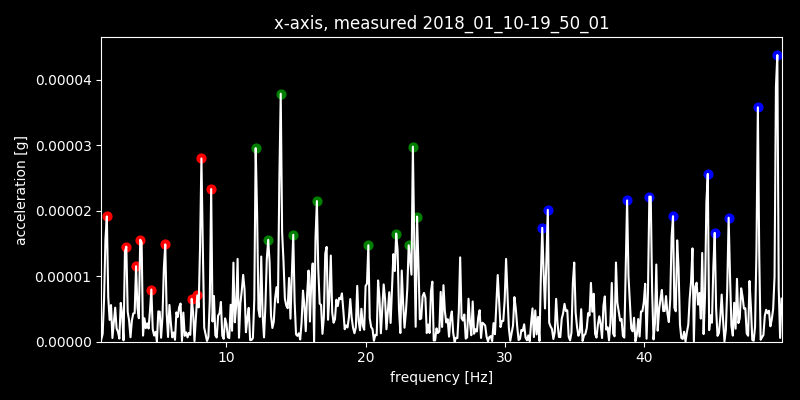 x-axis, measured 2018_01_10-19_50_01
0.00004
0.00003
0.00002
0.00001
0.00000
acceleration [g]
10 20 30 40
frequency [Hz]